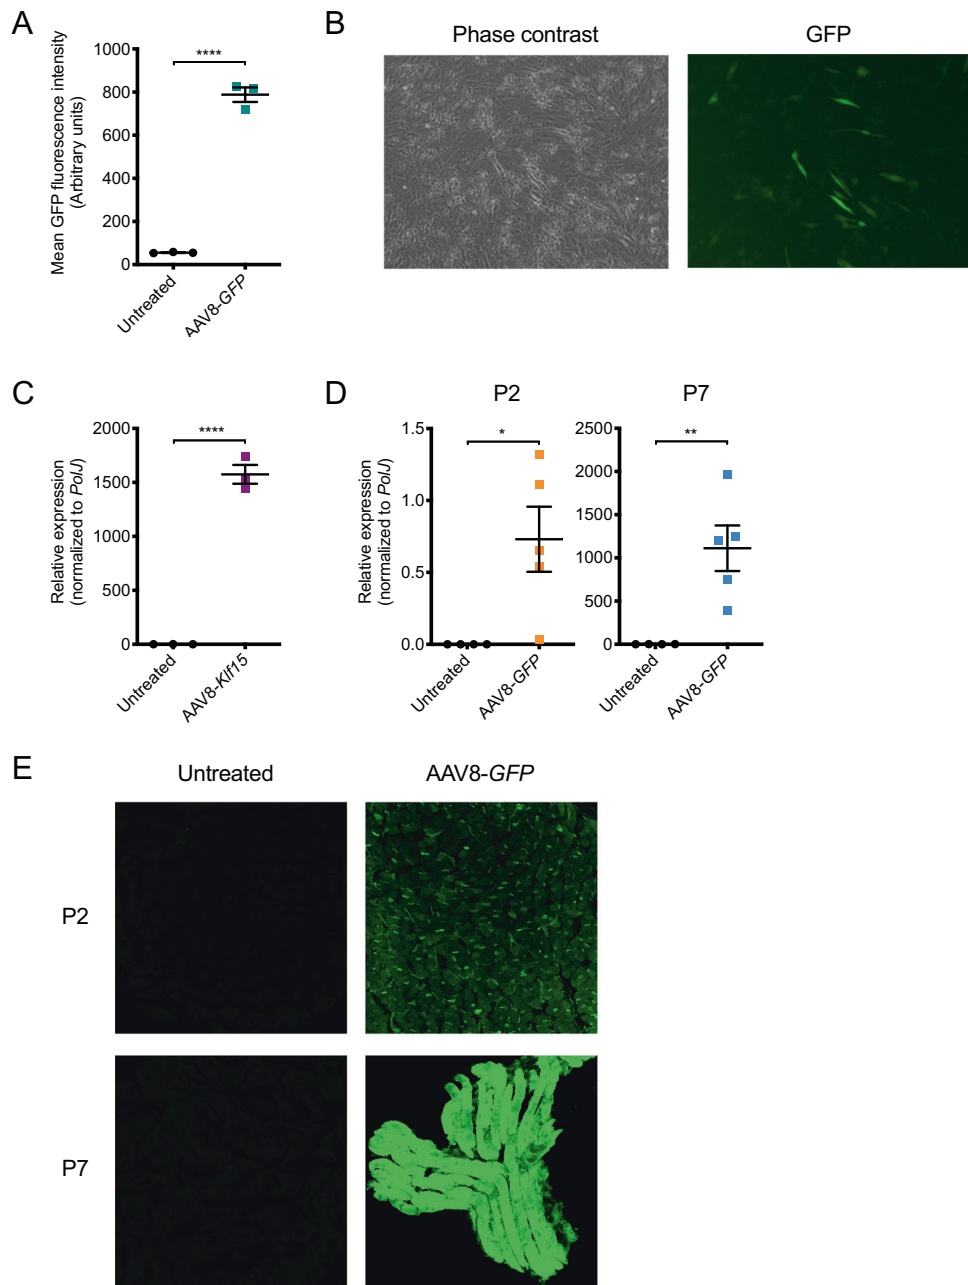 A
Mean GFP fluorescence intensity
(Arbitrary units)
1000
800
600
400
200
0
****
Untreated
AAV8-GFP
B
Phase contrast
GFP
C
Relative expression
(normalized to PolJ)
2000
1500
1000
500
0
****
Untreated
AAV8-Klf15
D
P2
Relative expression
(normalized to PolJ)
1.5
1.0
0.5
0.0
*
Untreated
AAV8-GFP
P7
2500
2000
1500
1000
500
0
**
Untreated
AAV8-GFP
E
Untreated
AAV8-GFP
P2
P7